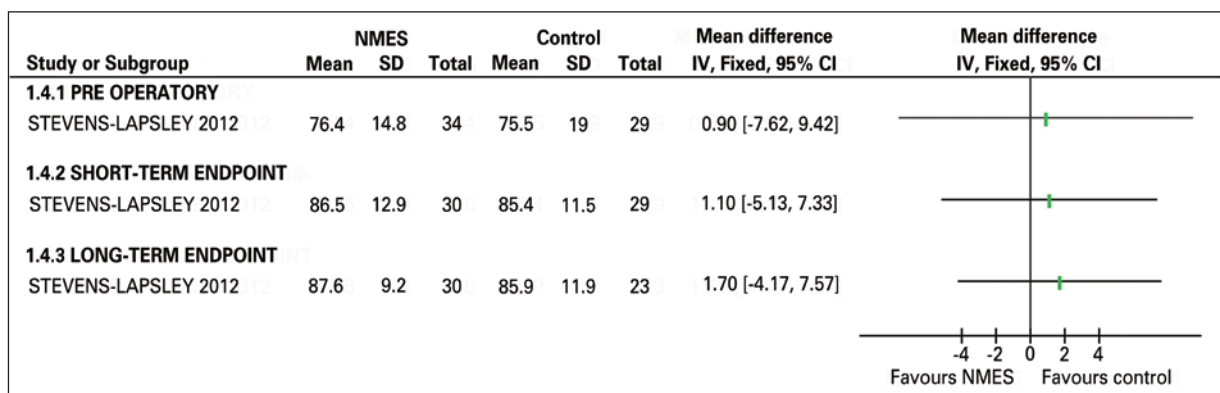 NMES Control Mean difference Mean difference
Study or Subgroup Mean SD Total Mean SD Total IV, Fixed, 95% CI IV, Fixed, 95% CI
1.4.1 PRE OPERATORY
STEVENS-LAPSLEY 2012 76.4 14.8 34 75.5 19 29 0.90 [-7.62, 9.42]
1.4.2 SHORT-TERM ENDPOINT
STEVENS-LAPSLEY 2012 86.5 12.9 30 85.4 11.5 29 1.10 [-5.13, 7.33]
1.4.3 LONG-TERM ENDPOINT
STEVENS-LAPSLEY 2012 87.6 9.2 30 85.9 11.9 23 1.70 [-4.17, 7.57]
-4 -2 0 2 4
Favours NMES Favours control